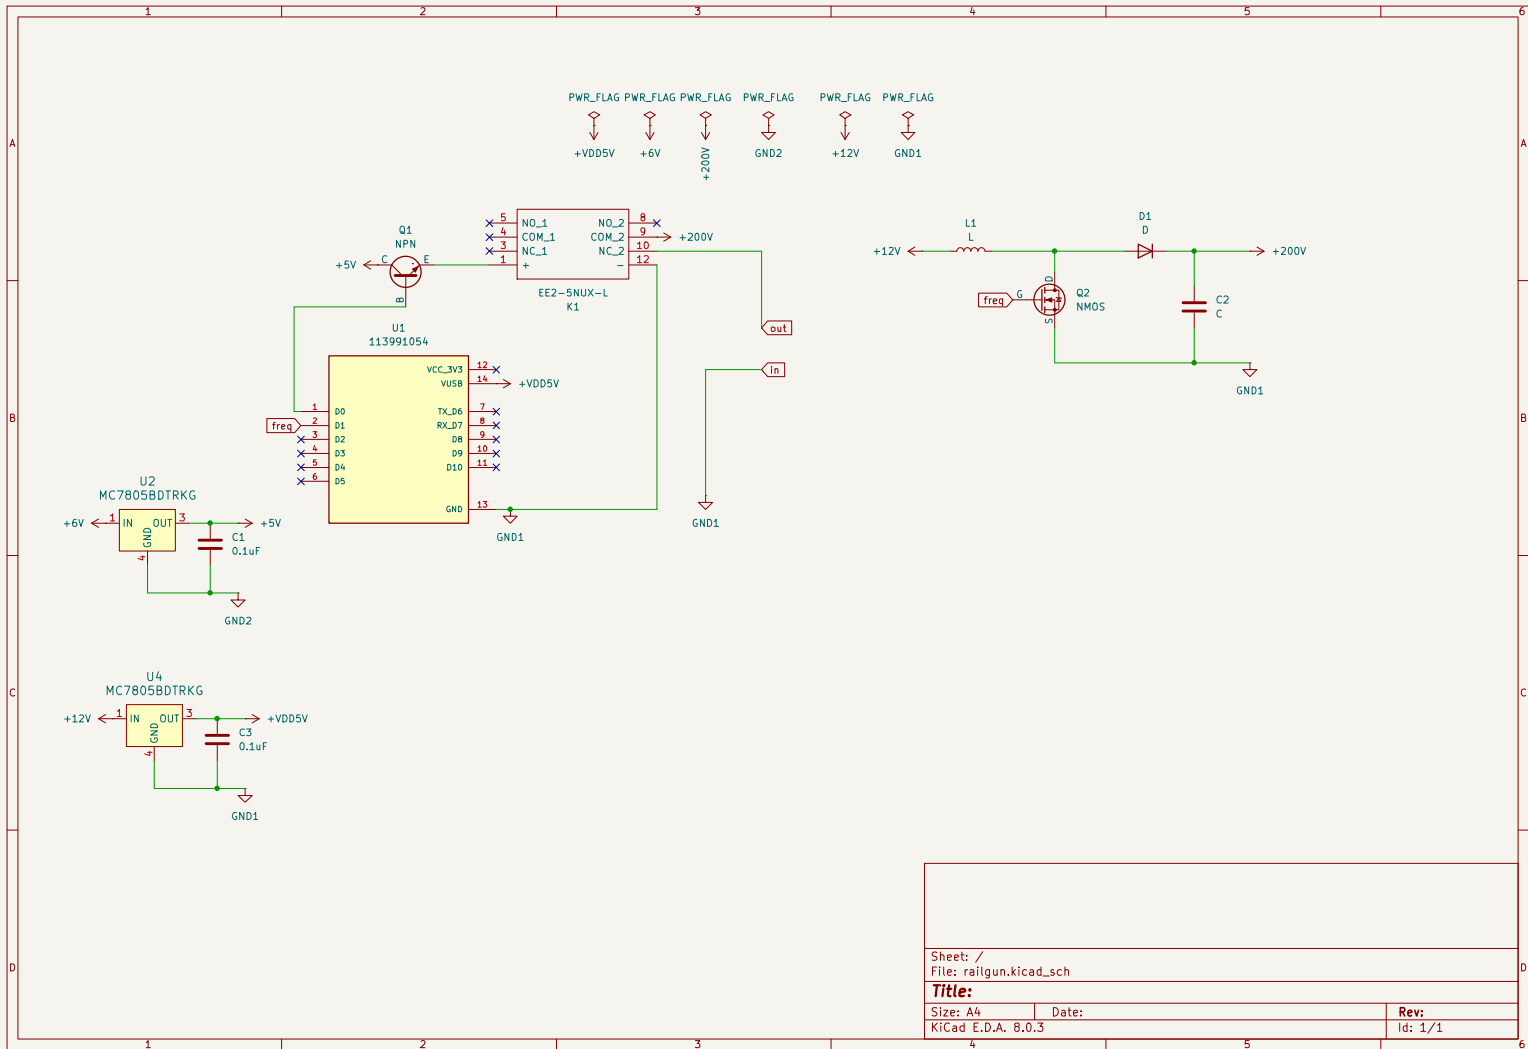 1 2 3 4 5 6
PWR_FLAG PWR_FLAG PWR_FLAG PWR_FLAG PWR_FLAG PWR_FLAG
+VDD5V +6V +200V GND2 +12V GND1
A A
Q1
NPN
+5V C E
B
5 NO_1 NO_2 8
4 COM_1 COM_2 9 +200V
3 NC_1 NC_2 10
1 + - 12
EE2-5NUX-L
K1
L1
L
D1
D
+12V +200V
freq G D S
Q2
NMOS
C2
C
GND1
out
in
GND1
U1
113991054
VCC_3V3 12
VUSB 14 +VDD5V
1 D0 TX_D6 7
freq 2 D1 RX_D7 8
3 D2 D8 9
4 D3 D9 10
5 D4 D10 11
6 D5
GND 13
GND1
B B
U2
MC7805BDTRKG
+6V 1 IN OUT 3 +5V
GND
4
C1
0.1uF
GND2
U4
MC7805BDTRKG
+12V 1 IN OUT 3 +VDD5V
GND
4
C3
0.1uF
GND1
C C
D D
Sheet: /
File: railgun.kicad_sch
Title:
Size: A4 Date: Rev:
KiCad E.D.A. 8.0.3 Id: 1/1
1 2 3 4 5 6